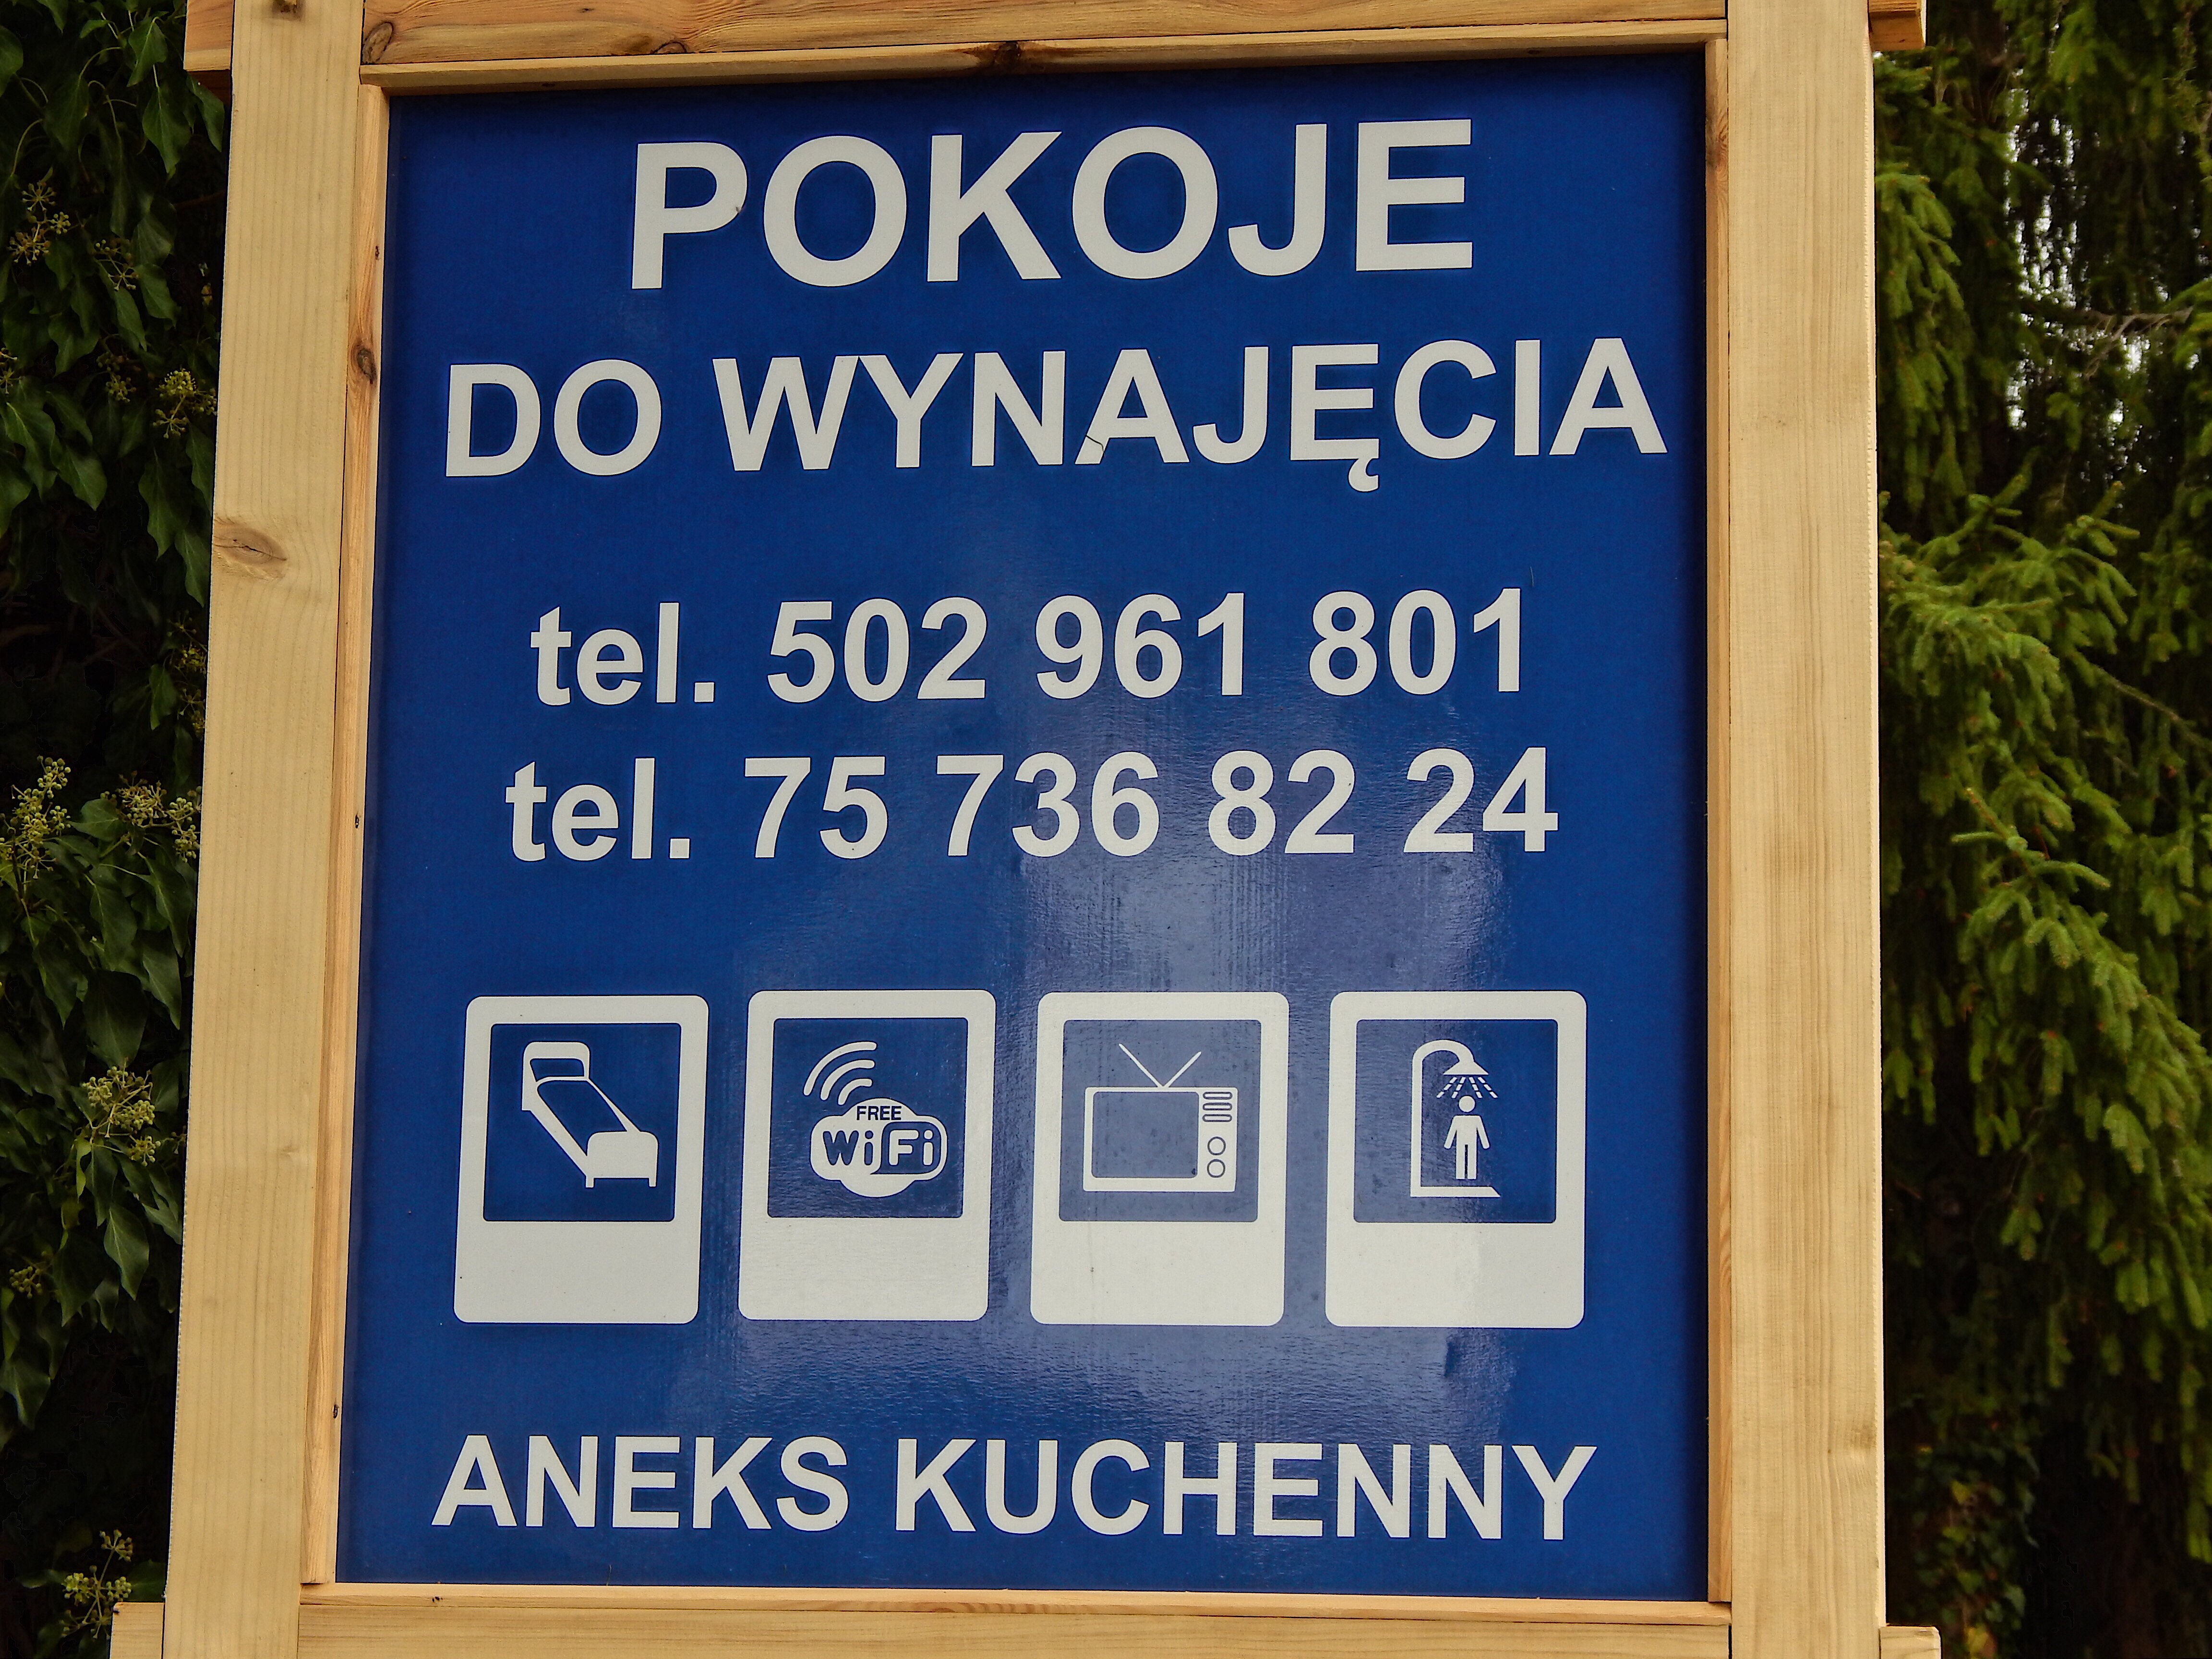 POKOJE
DO WYNAJĘCIA
tel. 502 961 801
tel. 75 736 82 24
FREE
WiFi
ANEKS KUCHENNY